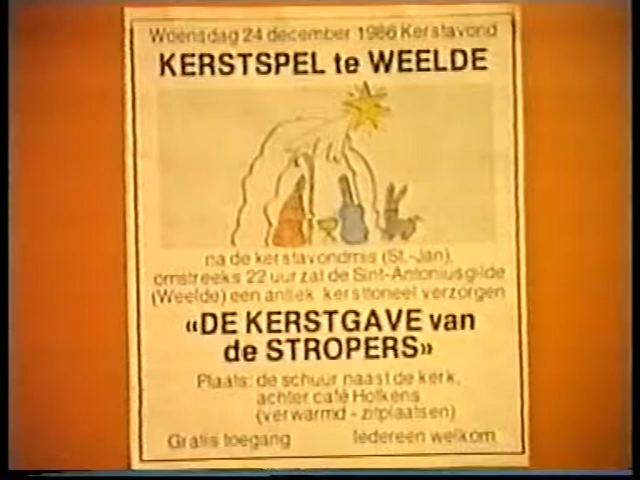 Woensdag 24 december 1986 Kerstavond
KERSTSPEL te WEELDE
na de kerstavondmis (St.-Jan),
omstreeks 22 uur zal de Sint-Antoniusgilde
(Weelde) een antiek kersttoneel verzorgen
«DE KERSTGAVE van
de STROPERS»
Plaats: de schuur naast de kerk,
achter café Hofkens
(verwarmd - zitplaatsen)
Gratis toegang Iedereen welkom